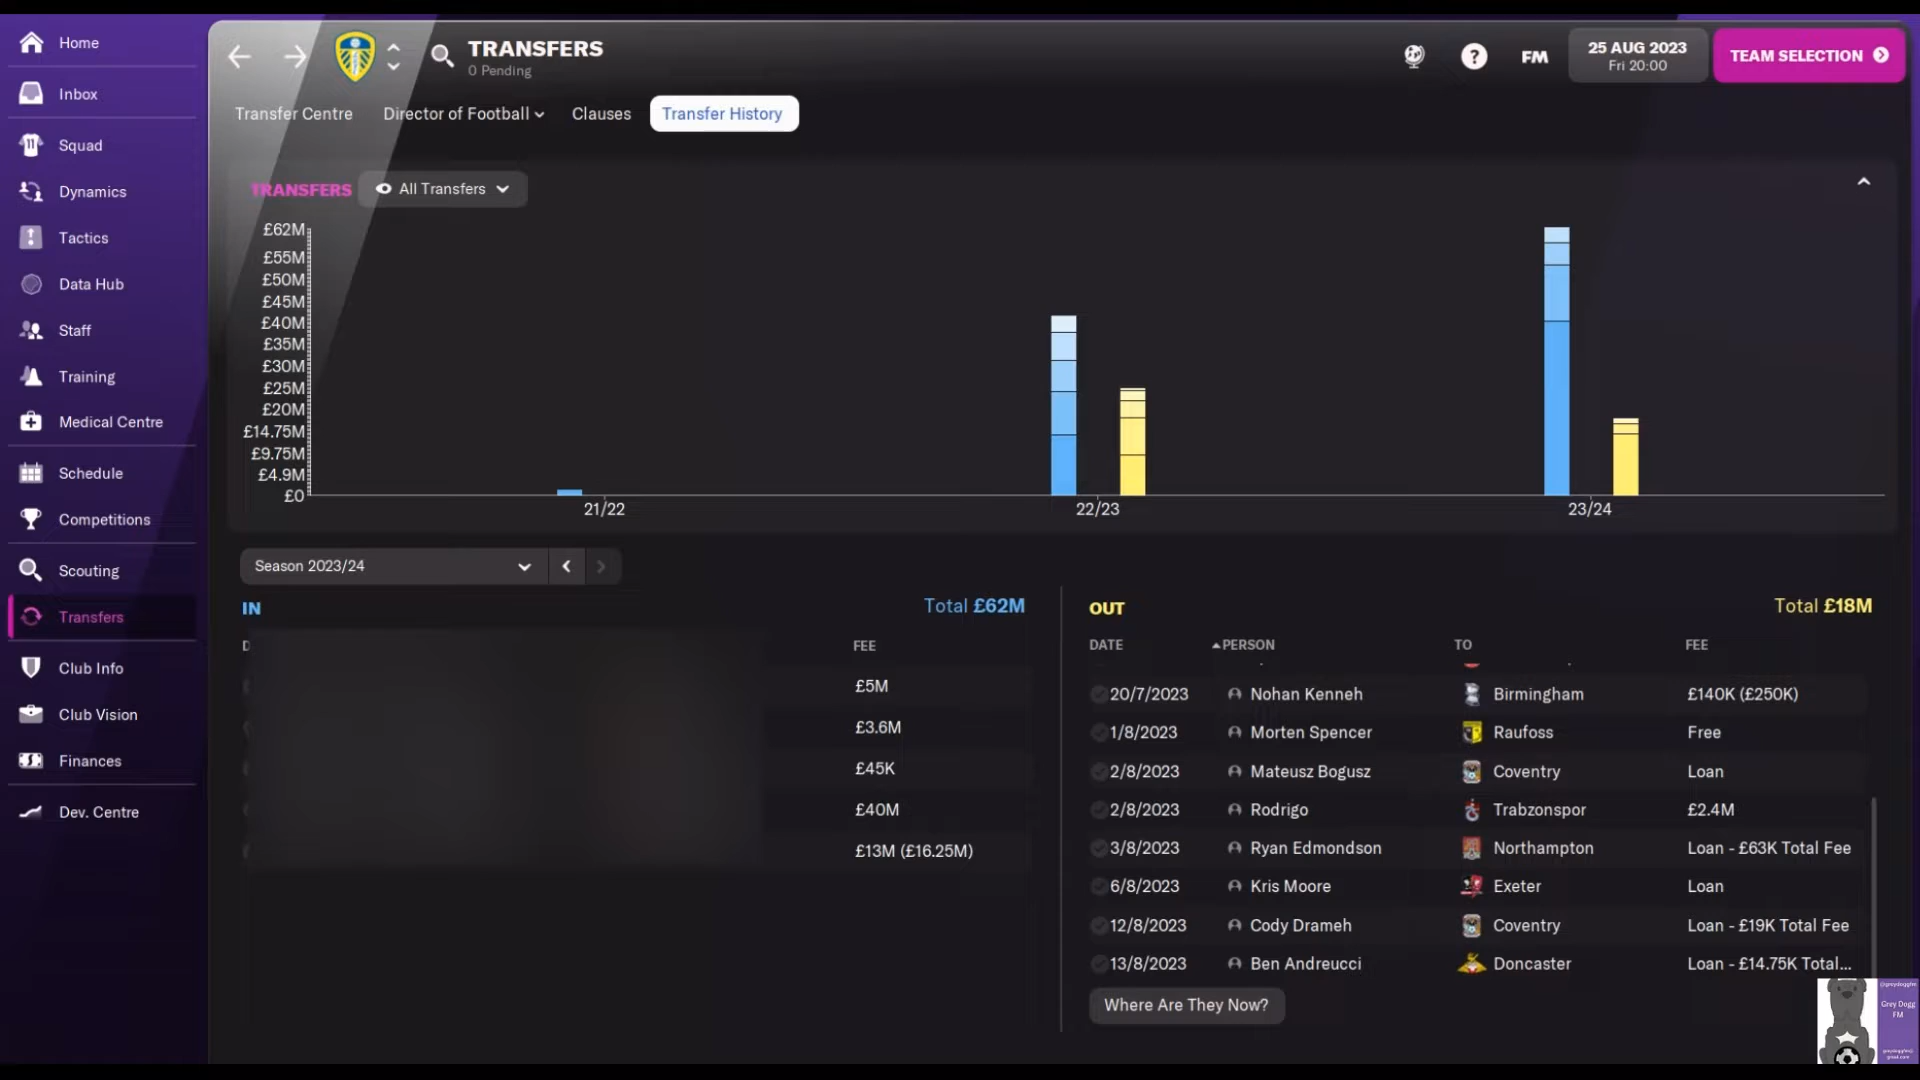 Home
Inbox
Squad
Dynamics
Tactics
Data Hub
Staff
Training
Medical Centre
Schedule
Competitions
Scouting
Transfers
Club Info
Club Vision
Finances
Dev. Centre
TRANSFERS
0 Pending
?
FM
25 AUG 2023
Fri 20:00
TEAM SELECTION
Transfer Centre Director of Football Clauses Transfer History
TRANSFERS All Transfers
£62M
£55M
£50M
£45M
£40M
£35M
£30M
£25M
£20M
£14.75M
£9.75M
£4.9M
£0
21/22 22/23 23/24
Season 2023/24
IN Total £62M
FEE
£5M
£3.6M
£45K
£40M
£13M (£16.25M)
OUT Total £18M
DATE PERSON TO FEE
20/7/2023 Nohan Kenneh Birmingham £140K (£250K)
1/8/2023 Morten Spencer Raufoss Free
2/8/2023 Mateusz Bogusz Coventry Loan
2/8/2023 Rodrigo Trabzonspor £2.4M
3/8/2023 Ryan Edmondson Northampton Loan - £63K Total Fee
6/8/2023 Kris Moore Exeter Loan
12/8/2023 Cody Drameh Coventry Loan - £19K Total Fee
13/8/2023 Ben Andreucci Doncaster Loan - £14.75K Total...
Where Are They Now?
Grey Dogg
FM